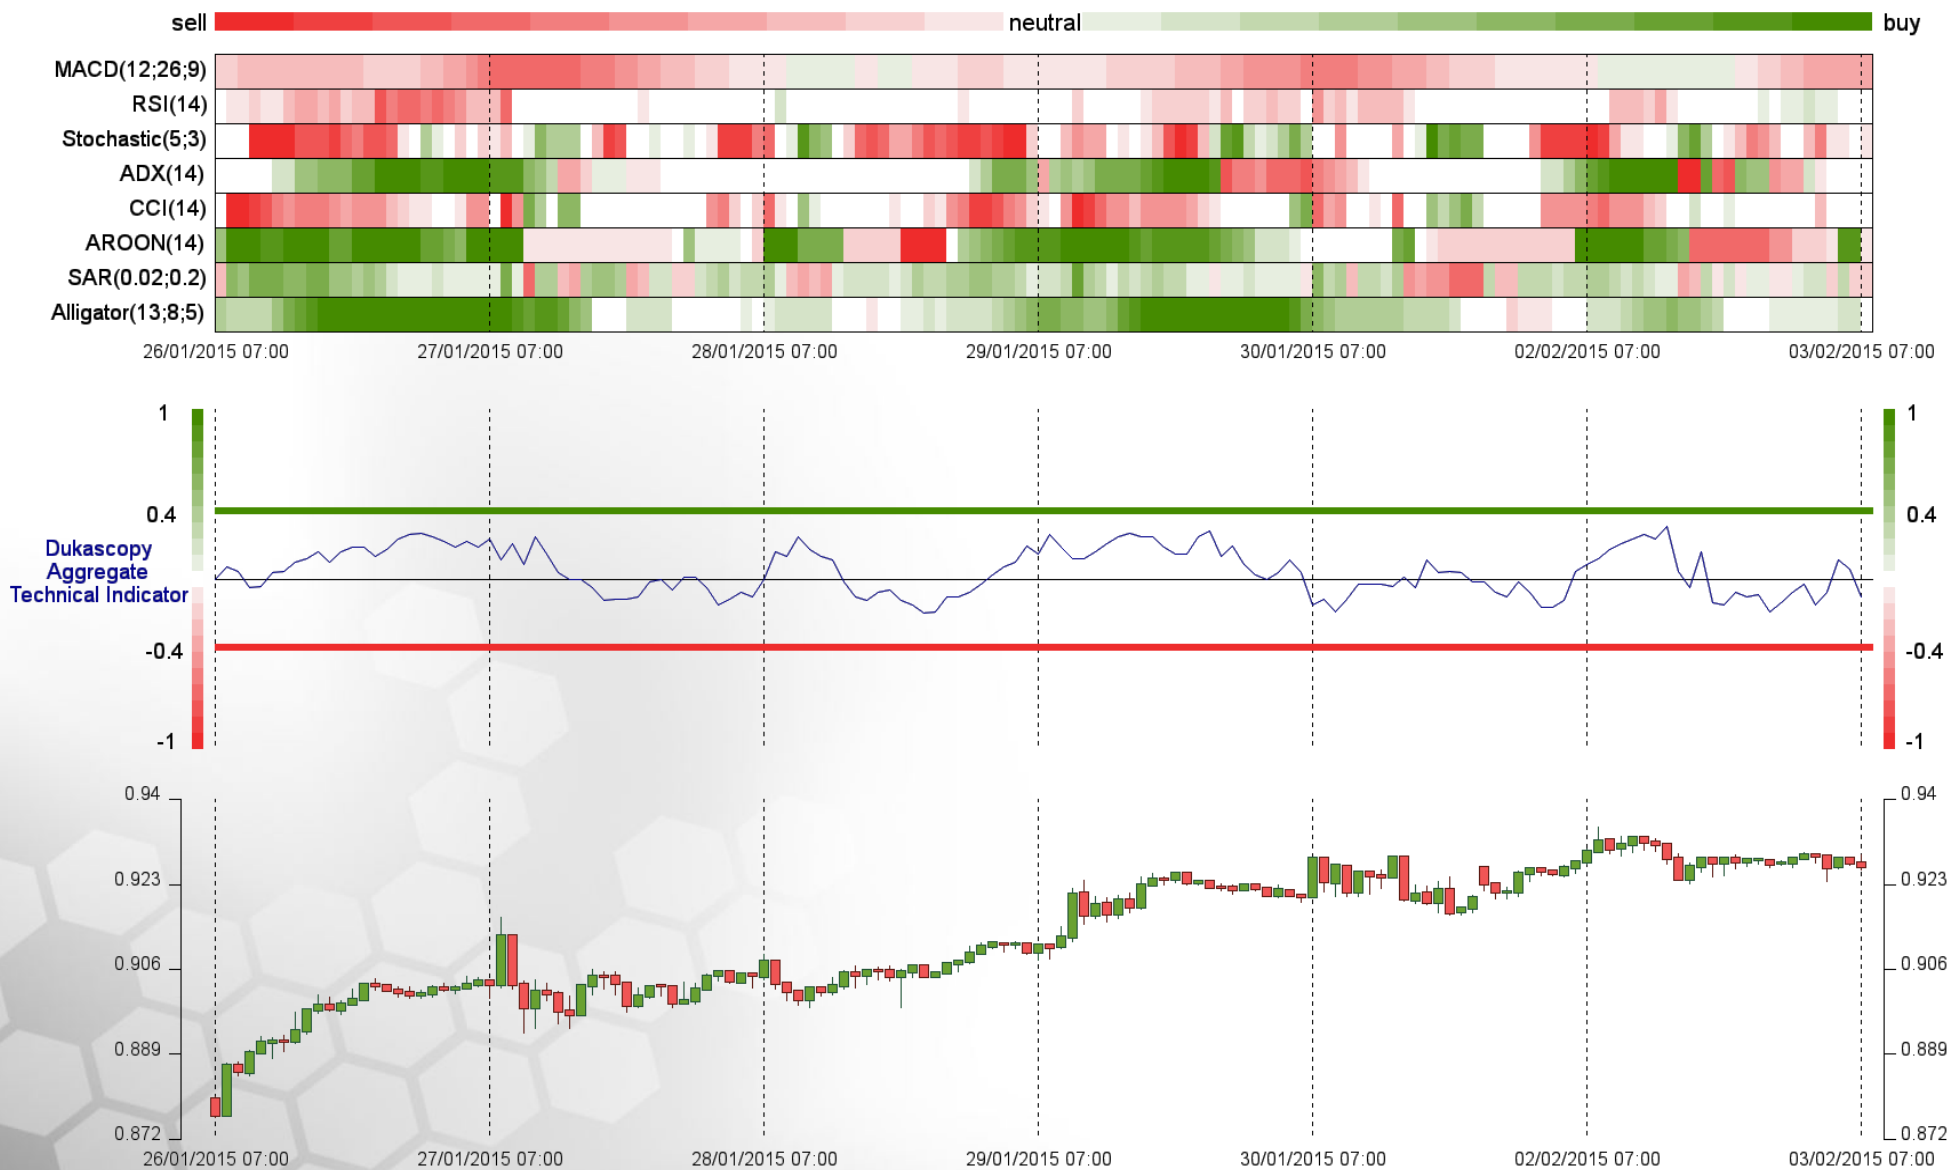 sell neutral buy
MACD(12;26;9)
RSI(14)
Stochastic(5;3)
ADX(14)
CCI(14)
AROON(14)
SAR(0.02;0.2)
Alligator(13;8;5)
26/01/2015 07:00 27/01/2015 07:00 28/01/2015 07:00 29/01/2015 07:00 30/01/2015 07:00 02/02/2015 07:00 03/02/2015 07:00
1 1
0.4 0.4
Dukascopy
Aggregate
Technical Indicator
-0.4 -0.4
-1 -1
0.94 0.94
0.923 0.923
0.906 0.906
0.889 0.889
0.872 0.872
26/01/2015 07:00 27/01/2015 07:00 28/01/2015 07:00 29/01/2015 07:00 30/01/2015 07:00 02/02/2015 07:00 03/02/2015 07:00